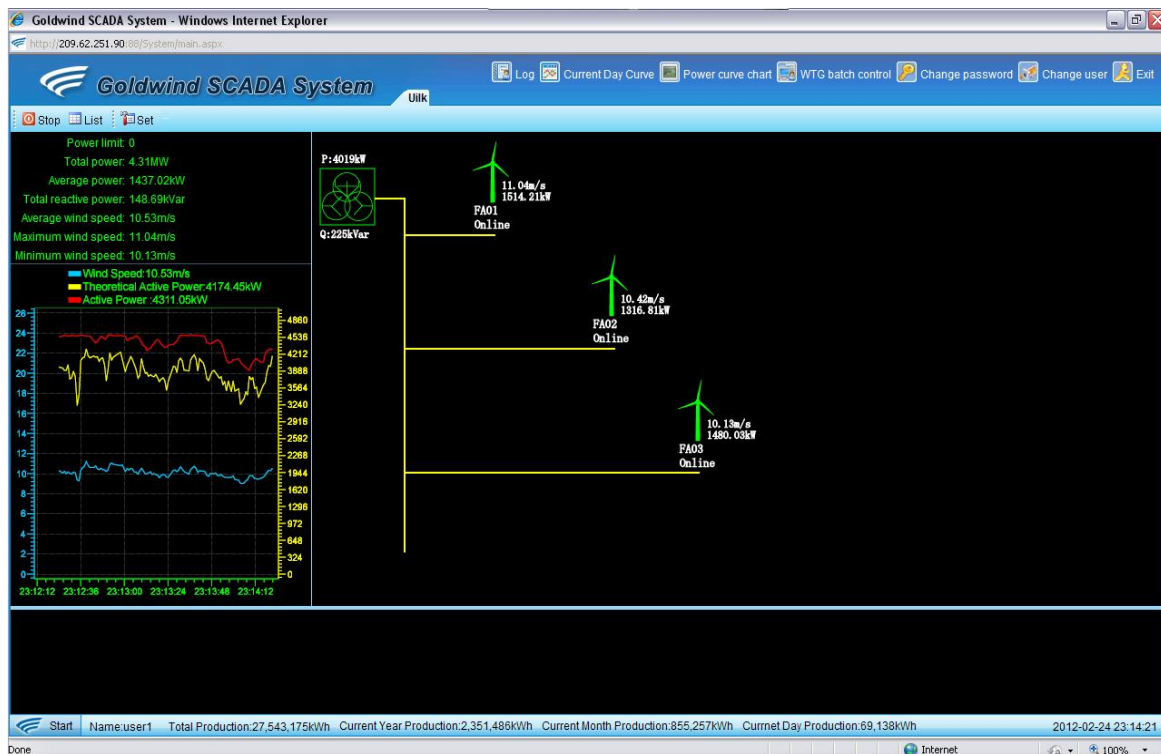 Goldwind SCADA System - Windows Internet Explorer
http://209.62.251.90:88/System/main.aspx
Goldwind SCADA System
Uilk
Log Current Day Curve Power curve chart WTG batch control Change password Change user Exit
Stop List Set
Power limit: 0
Total power: 4.31MW
Average power: 1437.02kW
Total reactive power: 148.69kVar
Average wind speed: 10.53m/s
Maximum wind speed: 11.04m/s
Minimum wind speed: 10.13m/s
Wind Speed:10.53m/s
Theoretical Active Power:4174.45kW
Active Power :4311.05kW
26
24
22
20
18
16
14
12
10
8
6
4
2
0
4860
4536
4212
3888
3564
3240
2916
2592
2268
1944
1620
1296
972
648
324
0
23:12:12 23:12:36 23:13:00 23:13:24 23:13:48 23:14:12
P:4019kW
Q:225kVar
11.04m/s
1514.21kW
FA01
Online
10.42m/s
1316.81kW
FA02
Online
10.13m/s
1480.03kW
FA03
Online
Start Name:user1 Total Production:27,543,175kWh Current Year Production:2,351,486kWh Current Month Production:855,257kWh Currnet Day Production:69,138kWh 2012-02-24 23:14:21
Done Internet 100%